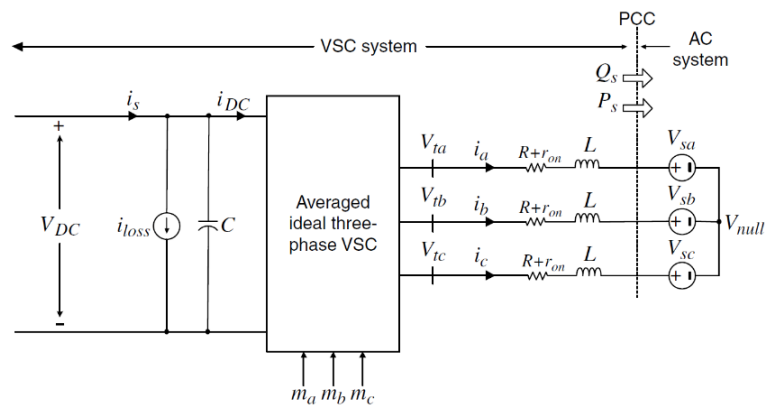 PCC
VSC system
AC
system
Q_s
P_s
i_s
i_DC
+
V_DC
-
i_loss
C
Averaged
ideal three-
phase VSC
V_ta
i_a
R+r_on
L
V_sa
+ -
V_tb
i_b
R+r_on
L
V_sb
+ -
V_null
V_tc
i_c
R+r_on
L
V_sc
+ -
m_a m_b m_c